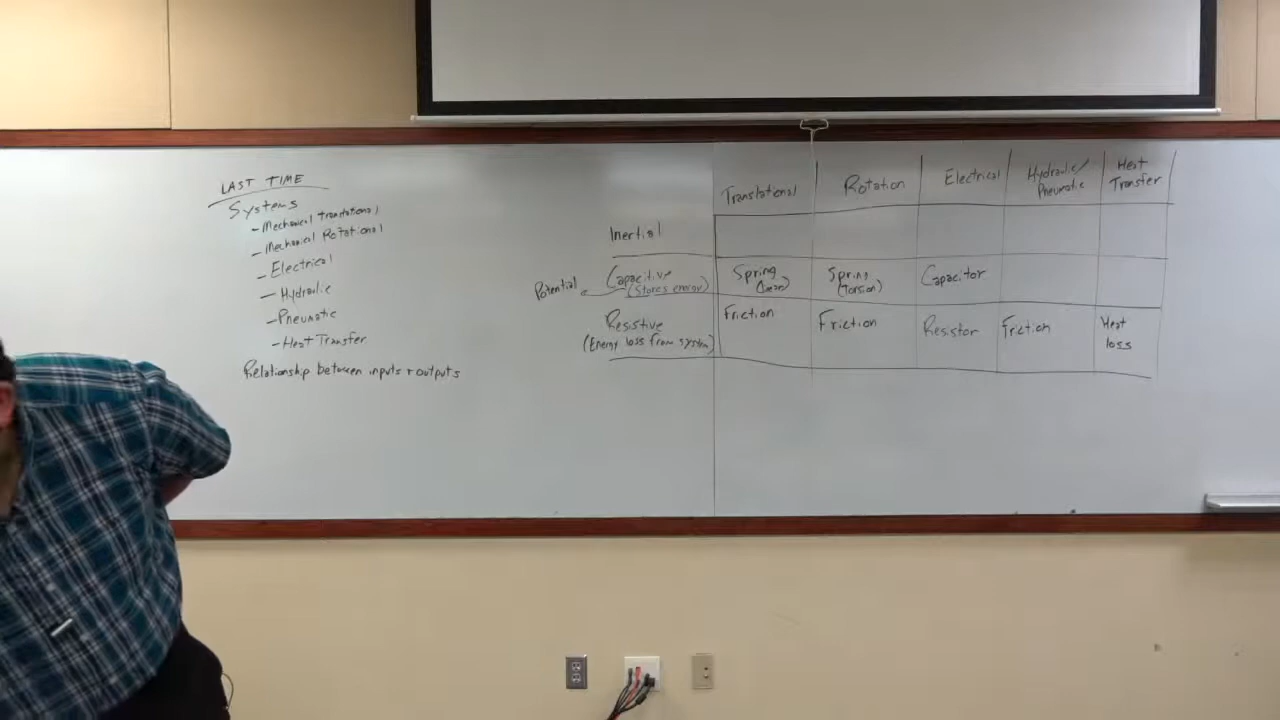 LAST TIME
Systems
- Mechanical translational
- Mechanical Rotational
- Electrical
- Hydraulic
- Pneumatic
- Heat Transfer
Relationship between inputs + outputs
Translational
Rotation
Electrical
Hydraulic/
Pneumatic
Heat
Transfer
Inertial
Potential
Capacitive
(Stores energy)
Spring
(linear)
Spring
(torsion)
Capacitor
Resistive
(Energy loss from system)
Friction
Friction
Resistor
Friction
Heat
loss